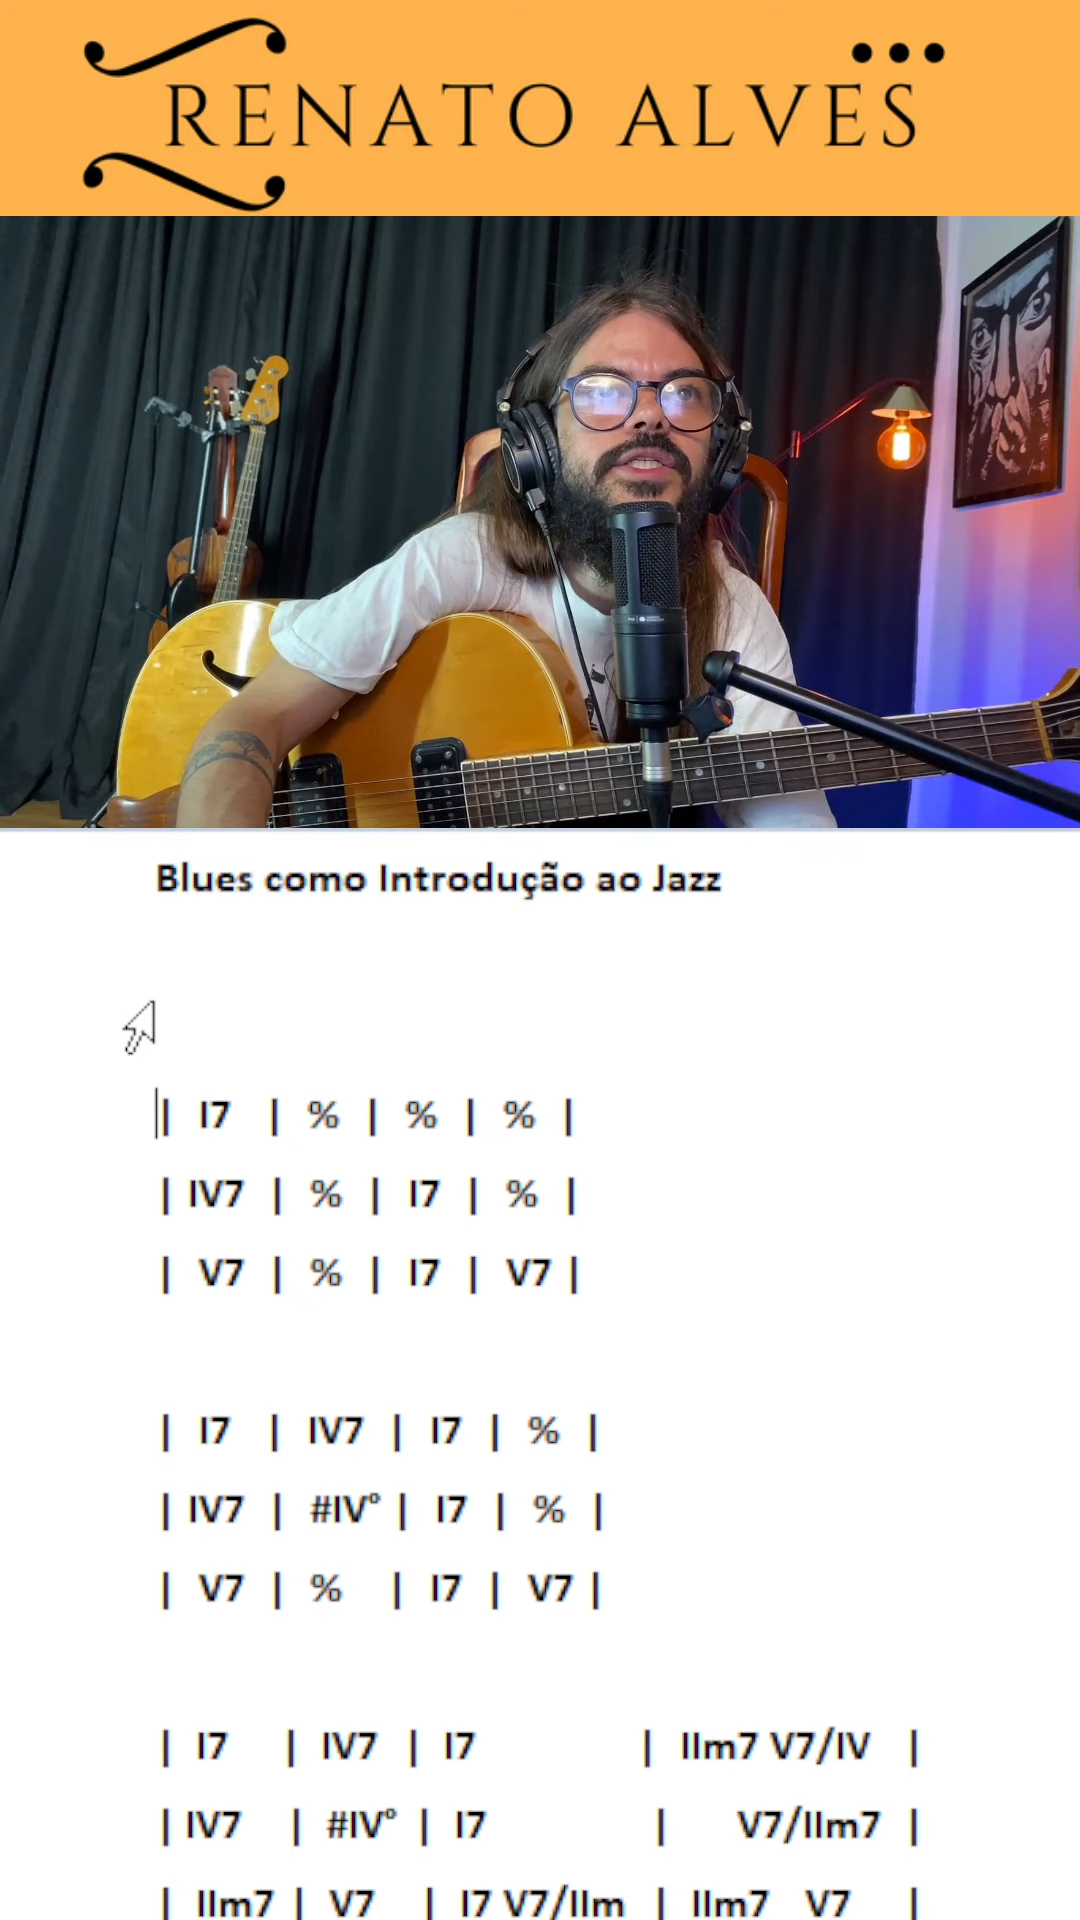 RENATO ALVES
Blues como Introdução ao Jazz
| I7 | % | % | % |
| IV7 | % | I7 | % |
| V7 | % | I7 | V7 |
| I7 | IV7 | I7 | % |
| IV7 | #IV° | I7 | % |
| V7 | % | I7 | V7 |
| I7 | IV7 | I7 | IIm7 V7/IV |
| IV7 | #IV° | I7 | V7/IIm7 |
| IIm7 | V7 | I7 V7/IIm | IIm7 V7 |